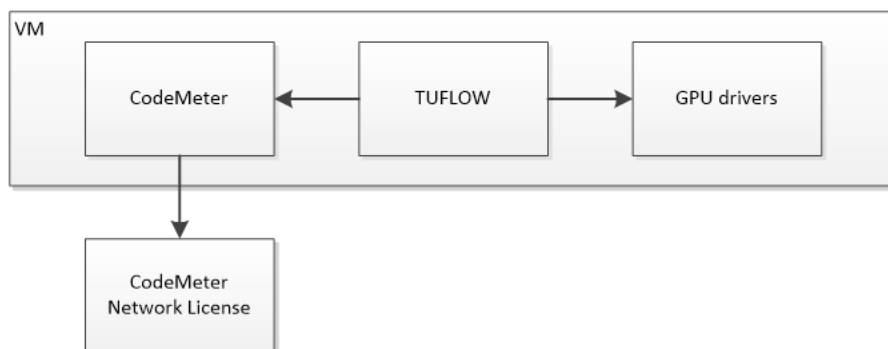 VM
CodeMeter
TUFLOW
GPU drivers
CodeMeter
Network License